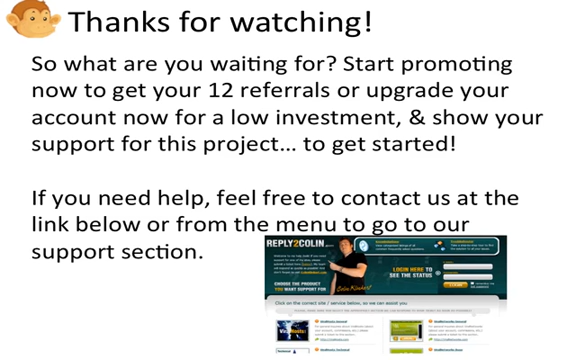 Thanks for watching!
So what are you waiting for? Start promoting
now to get your 12 referrals or upgrade your
account now for a low investment, & show your
support for this project... to get started!
If you need help, feel free to contact us at the
link below or from the menu to go to our
support section.
REPLY2COLIN
LOGIN HERE TO
SEE THE STATUS
CHOOSE THE PRODUCT
YOU WANT SUPPORT FOR
Click on the correct site / service below, so we can assist you